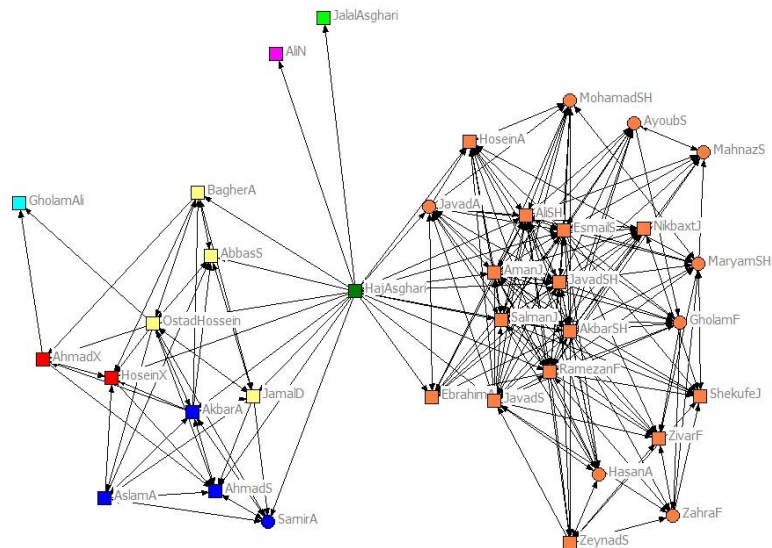 JalalAsghari
AliN
MohamadSH
AyoubS
HoseinA
MahnazS
BagherA
GholamAli
JavadA
AliSH
EsmailS
NikbaxtJ
AbbasS
MaryamSH
AmanJ
JavadSH
HajAsghari
OstadHossein
SalmanJ
AkbarSH
GholamF
AhmadX
HoseinX
RamezanF
JamalD
EbrahimA
JavadS
ShekufeJ
AkbarA
ZivarF
HasanA
AslamA
AhmadS
SamirA
ZahraF
ZeynadS